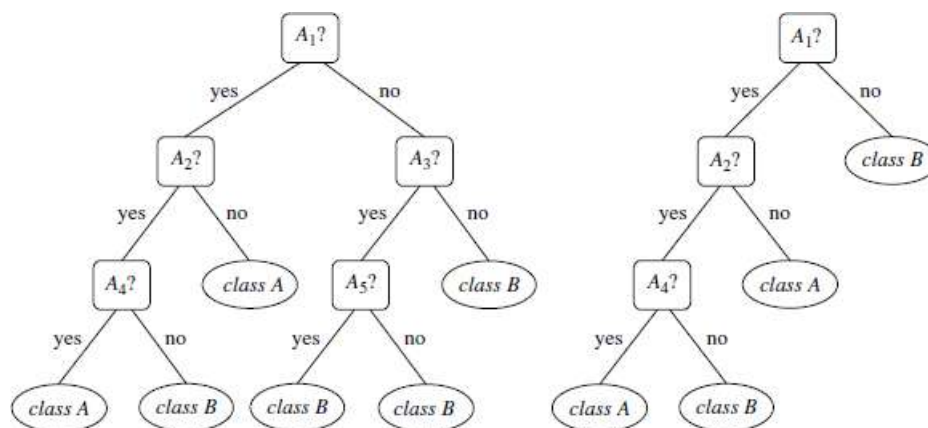 A₁? A₁?
yes no yes no
A₂? A₃? A₂? class B
yes no yes no yes no
A₄? class A A₅? class B A₄? class A
yes no yes no yes no
class A class B class B class B class A class B